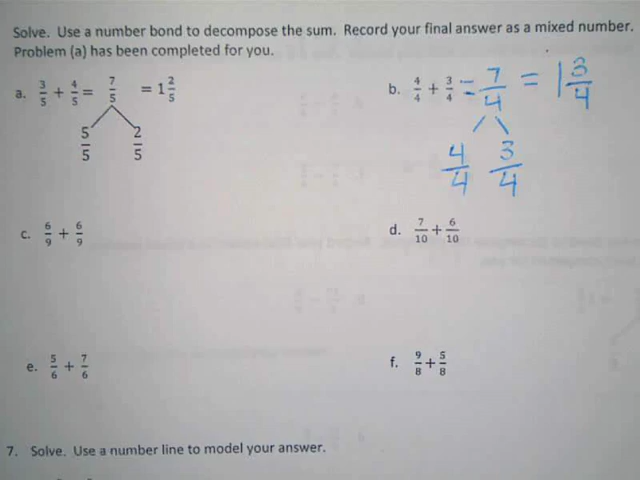 Solve. Use a number bond to decompose the sum. Record your final answer as a mixed number.
Problem (a) has been completed for you.
a. 3/5 + 4/5 = 7/5 = 1 2/5
5/5 2/5
b. 4/4 + 3/4 = 7/4 = 1 3/4
4/4 3/4
c. 6/9 + 6/9
d. 7/10 + 6/10
e. 5/6 + 7/6
f. 9/8 + 5/8
7. Solve. Use a number line to model your answer.